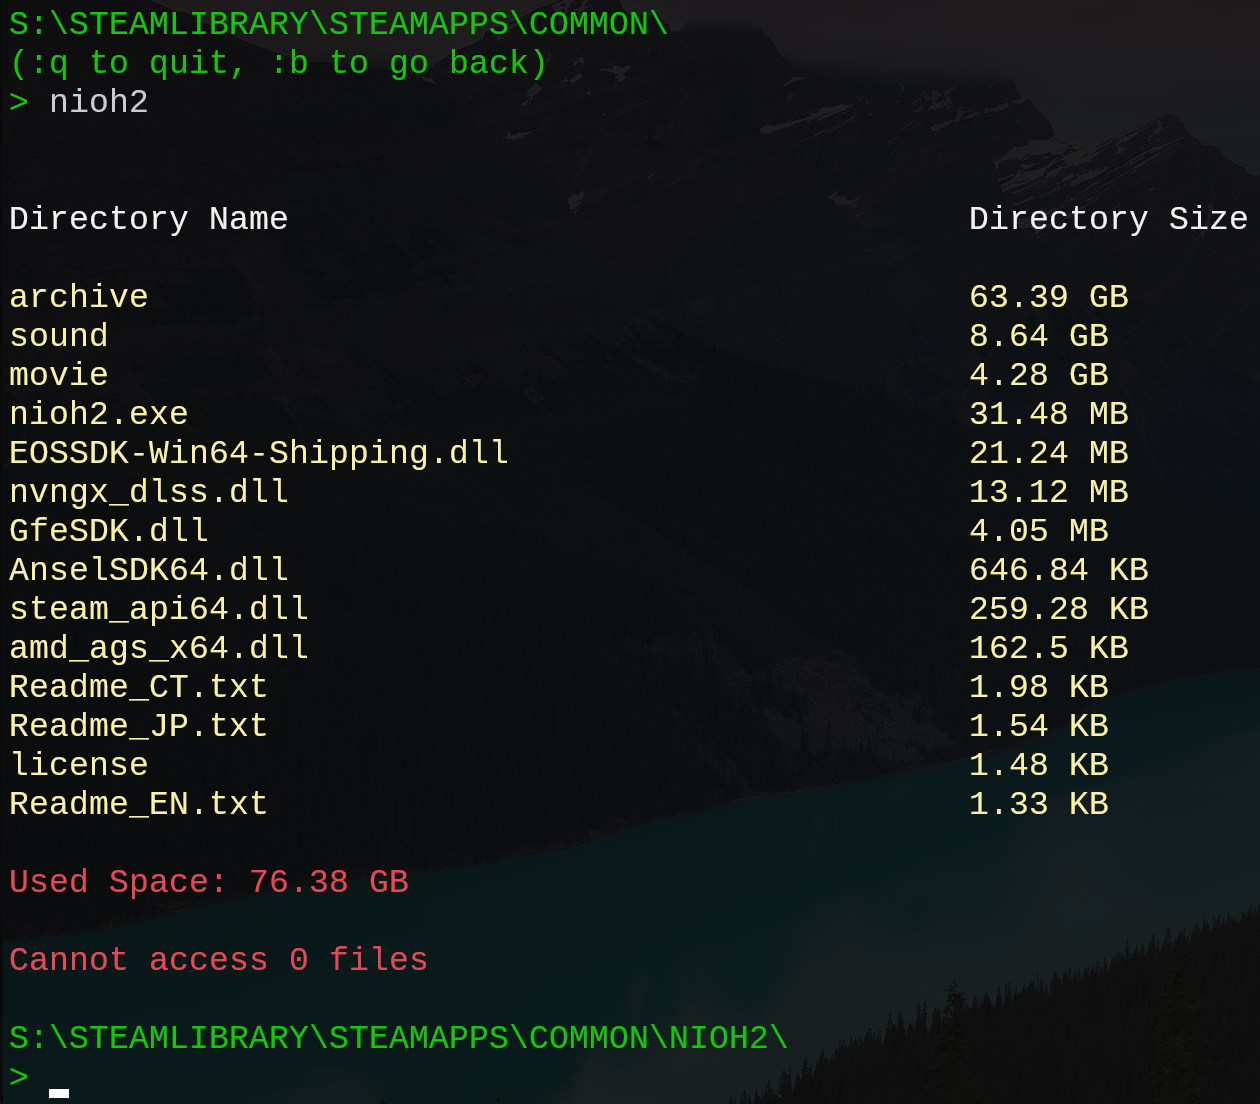 S:\STEAMLIBRARY\STEAMAPPS\COMMON\
(:q to quit, :b to go back)
> nioh2
Directory Name Directory Size
archive 63.39 GB
sound 8.64 GB
movie 4.28 GB
nioh2.exe 31.48 MB
EOSSDK-Win64-Shipping.dll 21.24 MB
nvngx_dlss.dll 13.12 MB
GfeSDK.dll 4.05 MB
AnselSDK64.dll 646.84 KB
steam_api64.dll 259.28 KB
amd_ags_x64.dll 162.5 KB
Readme_CT.txt 1.98 KB
Readme_JP.txt 1.54 KB
license 1.48 KB
Readme_EN.txt 1.33 KB
Used Space: 76.38 GB
Cannot access 0 files
S:\STEAMLIBRARY\STEAMAPPS\COMMON\NIOH2\
>